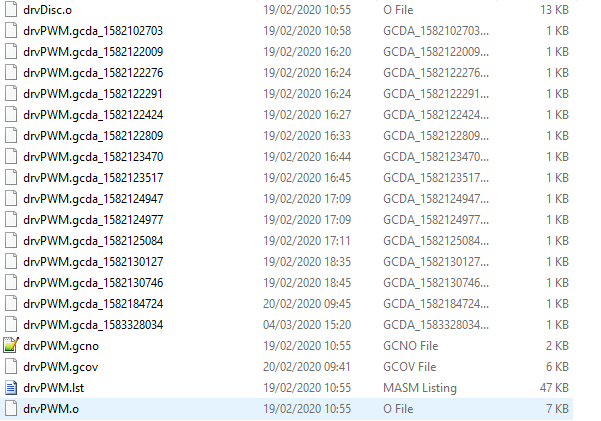 drvDisc.o 19/02/2020 10:55 O File 13 KB
drvPWM.gcda_1582102703 19/02/2020 10:58 GCDA_1582102703... 1 KB
drvPWM.gcda_1582122009 19/02/2020 16:20 GCDA_1582122009... 1 KB
drvPWM.gcda_1582122276 19/02/2020 16:24 GCDA_1582122276... 1 KB
drvPWM.gcda_1582122291 19/02/2020 16:24 GCDA_1582122291... 1 KB
drvPWM.gcda_1582122424 19/02/2020 16:27 GCDA_1582122424... 1 KB
drvPWM.gcda_1582122809 19/02/2020 16:33 GCDA_1582122809... 1 KB
drvPWM.gcda_1582123470 19/02/2020 16:44 GCDA_1582123470... 1 KB
drvPWM.gcda_1582123517 19/02/2020 16:45 GCDA_1582123517... 1 KB
drvPWM.gcda_1582124947 19/02/2020 17:09 GCDA_1582124947... 1 KB
drvPWM.gcda_1582124977 19/02/2020 17:09 GCDA_1582124977... 1 KB
drvPWM.gcda_1582125084 19/02/2020 17:11 GCDA_1582125084... 1 KB
drvPWM.gcda_1582130127 19/02/2020 18:35 GCDA_1582130127... 1 KB
drvPWM.gcda_1582130746 19/02/2020 18:45 GCDA_1582130746... 1 KB
drvPWM.gcda_1582184724 20/02/2020 09:45 GCDA_1582184724... 1 KB
drvPWM.gcda_1583328034 04/03/2020 15:20 GCDA_1583328034... 1 KB
drvPWM.gcno 19/02/2020 10:55 GCNO File 2 KB
drvPWM.gcov 20/02/2020 09:41 GCOV File 6 KB
drvPWM.lst 19/02/2020 10:55 MASM Listing 47 KB
drvPWM.o 19/02/2020 10:55 O File 7 KB